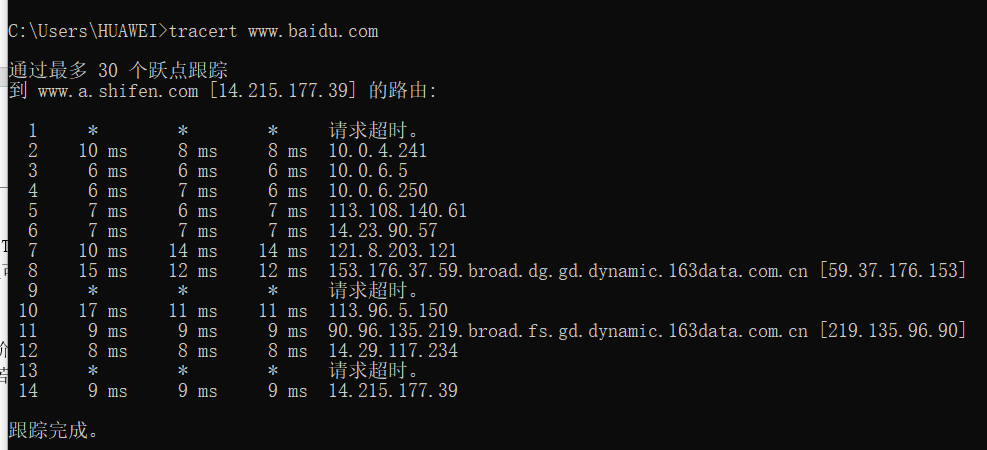 C:\Users\HUAWEI>tracert www.baidu.com
通过最多 30 个跃点跟踪
到 www.a.shifen.com [14.215.177.39] 的路由:
1 * * * 请求超时。
2 10 ms 8 ms 8 ms 10.0.4.241
3 6 ms 6 ms 6 ms 10.0.6.5
4 6 ms 7 ms 6 ms 10.0.6.250
5 7 ms 6 ms 7 ms 113.108.140.61
6 7 ms 7 ms 7 ms 14.23.90.57
7 10 ms 14 ms 14 ms 121.8.203.121
8 15 ms 12 ms 12 ms 153.176.37.59.broad.dg.gd.dynamic.163data.com.cn [59.37.176.153]
9 * * * 请求超时。
10 17 ms 11 ms 11 ms 113.96.5.150
11 9 ms 9 ms 9 ms 90.96.135.219.broad.fs.gd.dynamic.163data.com.cn [219.135.96.90]
12 8 ms 8 ms 8 ms 14.29.117.234
13 * * * 请求超时。
14 9 ms 9 ms 9 ms 14.215.177.39
跟踪完成。